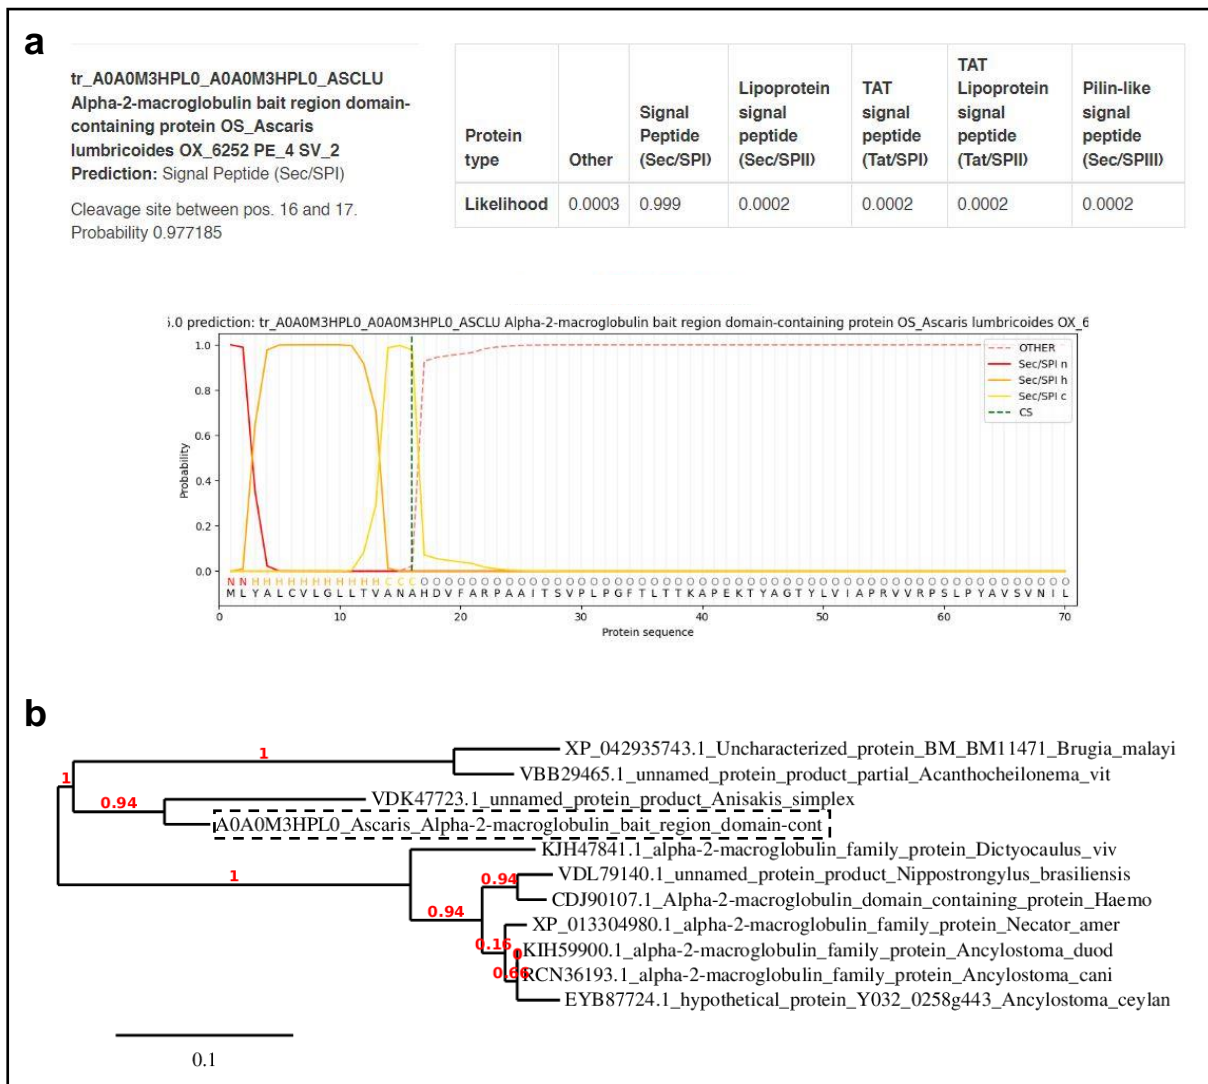 a
tr_A0A0M3HPL0_A0A0M3HPL0_ASCLU
Alpha-2-macroglobulin bait region domain-
containing protein OS_Ascaris
lumbricoides OX_6252 PE_4 SV_2
Prediction: Signal Peptide (Sec/SPI)
Cleavage site between pos. 16 and 17.
Probability 0.977185
Protein type Other Signal Peptide (Sec/SPI) Lipoprotein signal peptide (Sec/SPII) TAT signal peptide (Tat/SPI) TAT Lipoprotein signal peptide (Tat/SPII) Pilin-like signal peptide (Sec/SPIII)
Likelihood 0.0003 0.999 0.0002 0.0002 0.0002 0.0002
.0 prediction: tr_A0A0M3HPL0_A0A0M3HPL0_ASCLU Alpha-2-macroglobulin bait region domain-containing protein OS_Ascaris lumbricoides OX_6
OTHER
Sec/SPI n
Sec/SPI h
Sec/SPI c
CS
Probability
1.0
0.8
0.6
0.4
0.2
0.0
N N H H H H H H H H H H H C C C O O O O O O O O O O O O O O O O O O O O O O O O O O O O O O O O O O O O O O O O O O O O O O O O O O O O O O
M L Y A L C V L G L L T V A N A H D V F A R P A A I T S V P L P G F T L T T K A P E K T Y A G T Y L V I A P R V V R P S L P Y A V S V N I L
0 10 20 30 40 50 60 70
Protein sequence
b
1
1
0.94
1
0.94
0.94
0.16
0
0.66
XP_042935743.1_Uncharacterized_protein_BM_BM11471_Brugia_malayi
VBB29465.1_unnamed_protein_product_partial_Acanthocheilonema_vit
VDK47723.1_unnamed_protein_product_Anisakis_simplex
A0A0M3HPL0_Ascaris_Alpha-2-macroglobulin_bait_region_domain-cont
KJH47841.1_alpha-2-macroglobulin_family_protein_Dictyocaulus_viv
VDL79140.1_unnamed_protein_product_Nippostrongylus_brasiliensis
CDJ90107.1_Alpha-2-macroglobulin_domain_containing_protein_Haemo
XP_013304980.1_alpha-2-macroglobulin_family_protein_Necator_amer
KIH59900.1_alpha-2-macroglobulin_family_protein_Ancylostoma_duod
RCN36193.1_alpha-2-macroglobulin_family_protein_Ancylostoma_cani
EYB87724.1_hypothetical_protein_Y032_0258g443_Ancylostoma_ceylan
0.1